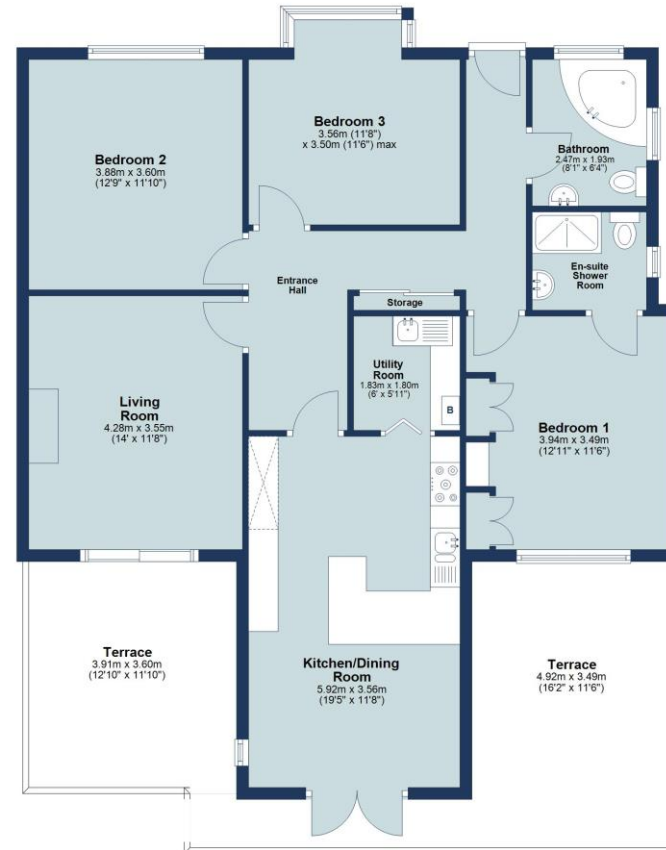 Bedroom 2
3.88m x 3.60m
(12'9" x 11'10")
Bedroom 3
3.56m (11'8")
x 3.50m (11'6") max
Bathroom
2.47m x 1.93m
(8'1" x 6'4")
En-suite
Shower
Room
Entrance
Hall
Storage
Living
Room
4.28m x 3.55m
(14' x 11'8")
Utility
Room
1.83m x 1.80m
(6' x 5'11")
B
Bedroom 1
3.94m x 3.49m
(12'11" x 11'6")
Terrace
3.91m x 3.60m
(12'10" x 11'10")
Kitchen/Dining
Room
5.92m x 3.56m
(19'5" x 11'8")
Terrace
4.92m x 3.49m
(16'2" x 11'6")